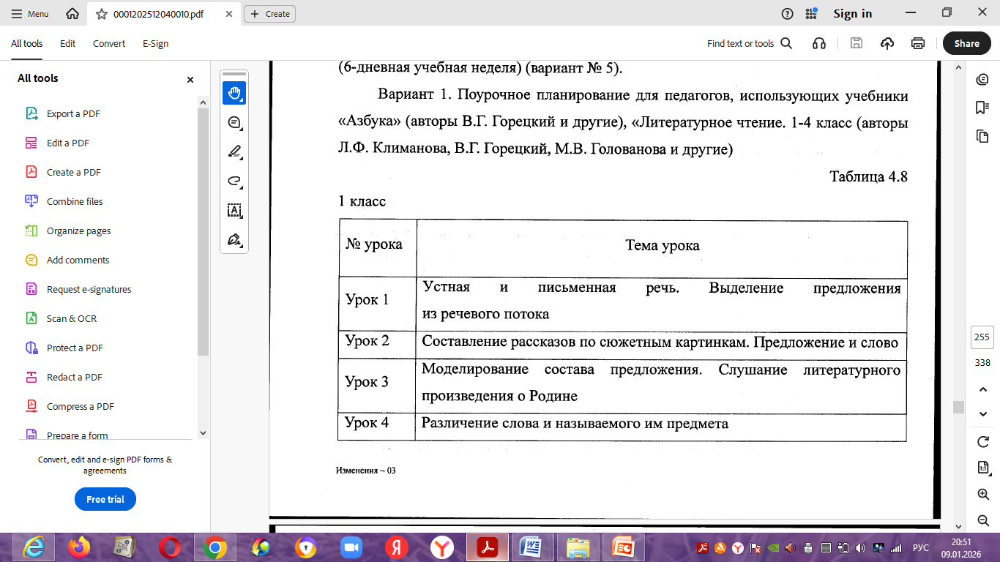 Menu
0001202512040010.pdf
Create
Sign in
All tools
Edit
Convert
E-Sign
Find text or tools
Share
All tools
Export a PDF
Edit a PDF
Create a PDF
Combine files
Organize pages
Add comments
Request e-signatures
Scan & OCR
Protect a PDF
Redact a PDF
Compress a PDF
Prepare a form
Convert, edit and e-sign PDF forms &
agreements
Free trial
(6-дневная учебная неделя) (вариант № 5).
Вариант 1. Поурочное планирование для педагогов, использующих учебники
«Азбука» (авторы В.Г. Горецкий и другие), «Литературное чтение. 1-4 класс (авторы
Л.Ф. Климанова, В.Г. Горецкий, М.В. Голованова и другие)
Таблица 4.8
1 класс
№ урока Тема урока
Урок 1 Устная и письменная речь. Выделение предложения
из речевого потока
Урок 2 Составление рассказов по сюжетным картинкам. Предложение и слово
Урок 3 Моделирование состава предложения. Слушание литературного
произведения о Родине
Урок 4 Различение слова и называемого им предмета
Изменения – 03
255
338
1:1
РУС
20:51
09.01.2026